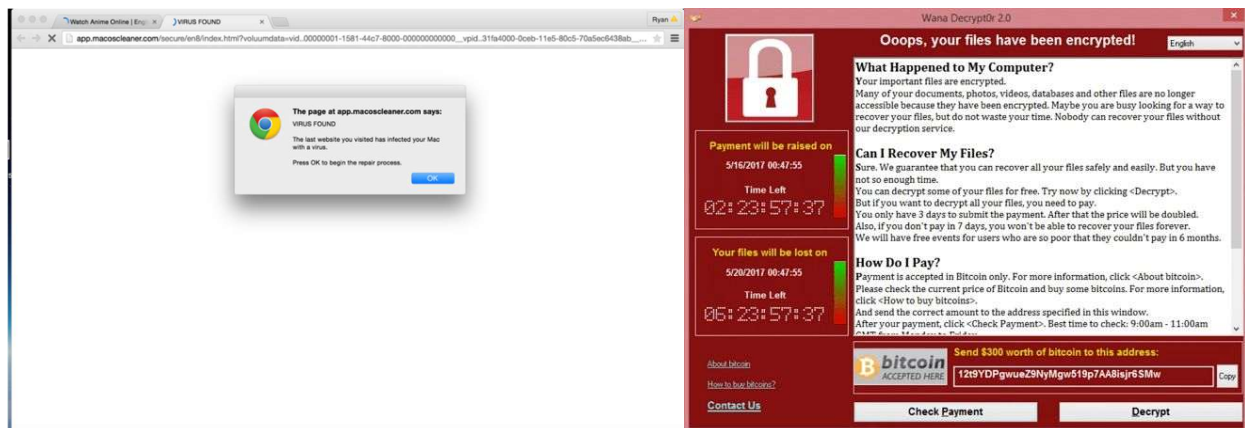 Watch Anime Online | Engl
VIRUS FOUND
Ryan
app.macoscleaner.com/secure/en8/index.html?voluumdata=vid..00000001-1581-44c7-8000-000000000000__vpid..31fa4000-0ceb-11e5-80c5-70a5ec6438ab__...
The page at app.macoscleaner.com says:
VIRUS FOUND
The last website you visited has infected your Mac
with a virus.
Press OK to begin the repair process.
OK
Wana Decrypt0r 2.0
Ooops, your files have been encrypted!
English
Payment will be raised on
5/16/2017 00:47:55
Time Left
02:23:57:37
Your files will be lost on
5/20/2017 00:47:55
Time Left
06:23:57:37
About bitcoin
How to buy bitcoins?
Contact Us
What Happened to My Computer?
Your important files are encrypted.
Many of your documents, photos, videos, databases and other files are no longer
accessible because they have been encrypted. Maybe you are busy looking for a way to
recover your files, but do not waste your time. Nobody can recover your files without
our decryption service.
Can I Recover My Files?
Sure. We guarantee that you can recover all your files safely and easily. But you have
not so enough time.
You can decrypt some of your files for free. Try now by clicking <Decrypt>.
But if you want to decrypt all your files, you need to pay.
You only have 3 days to submit the payment. After that the price will be doubled.
Also, if you don't pay in 7 days, you won't be able to recover your files forever.
We will have free events for users who are so poor that they couldn't pay in 6 months.
How Do I Pay?
Payment is accepted in Bitcoin only. For more information, click <About bitcoin>.
Please check the current price of Bitcoin and buy some bitcoins. For more information,
click <How to buy bitcoins>.
And send the correct amount to the address specified in this window.
After your payment, click <Check Payment>. Best time to check: 9:00am - 11:00am
GMT from Monday to Friday
bitcoin
ACCEPTED HERE
Send $300 worth of bitcoin to this address:
12t9YDPgwueZ9NyMgw519p7AA8isjr6SMw
Copy
Check Payment
Decrypt